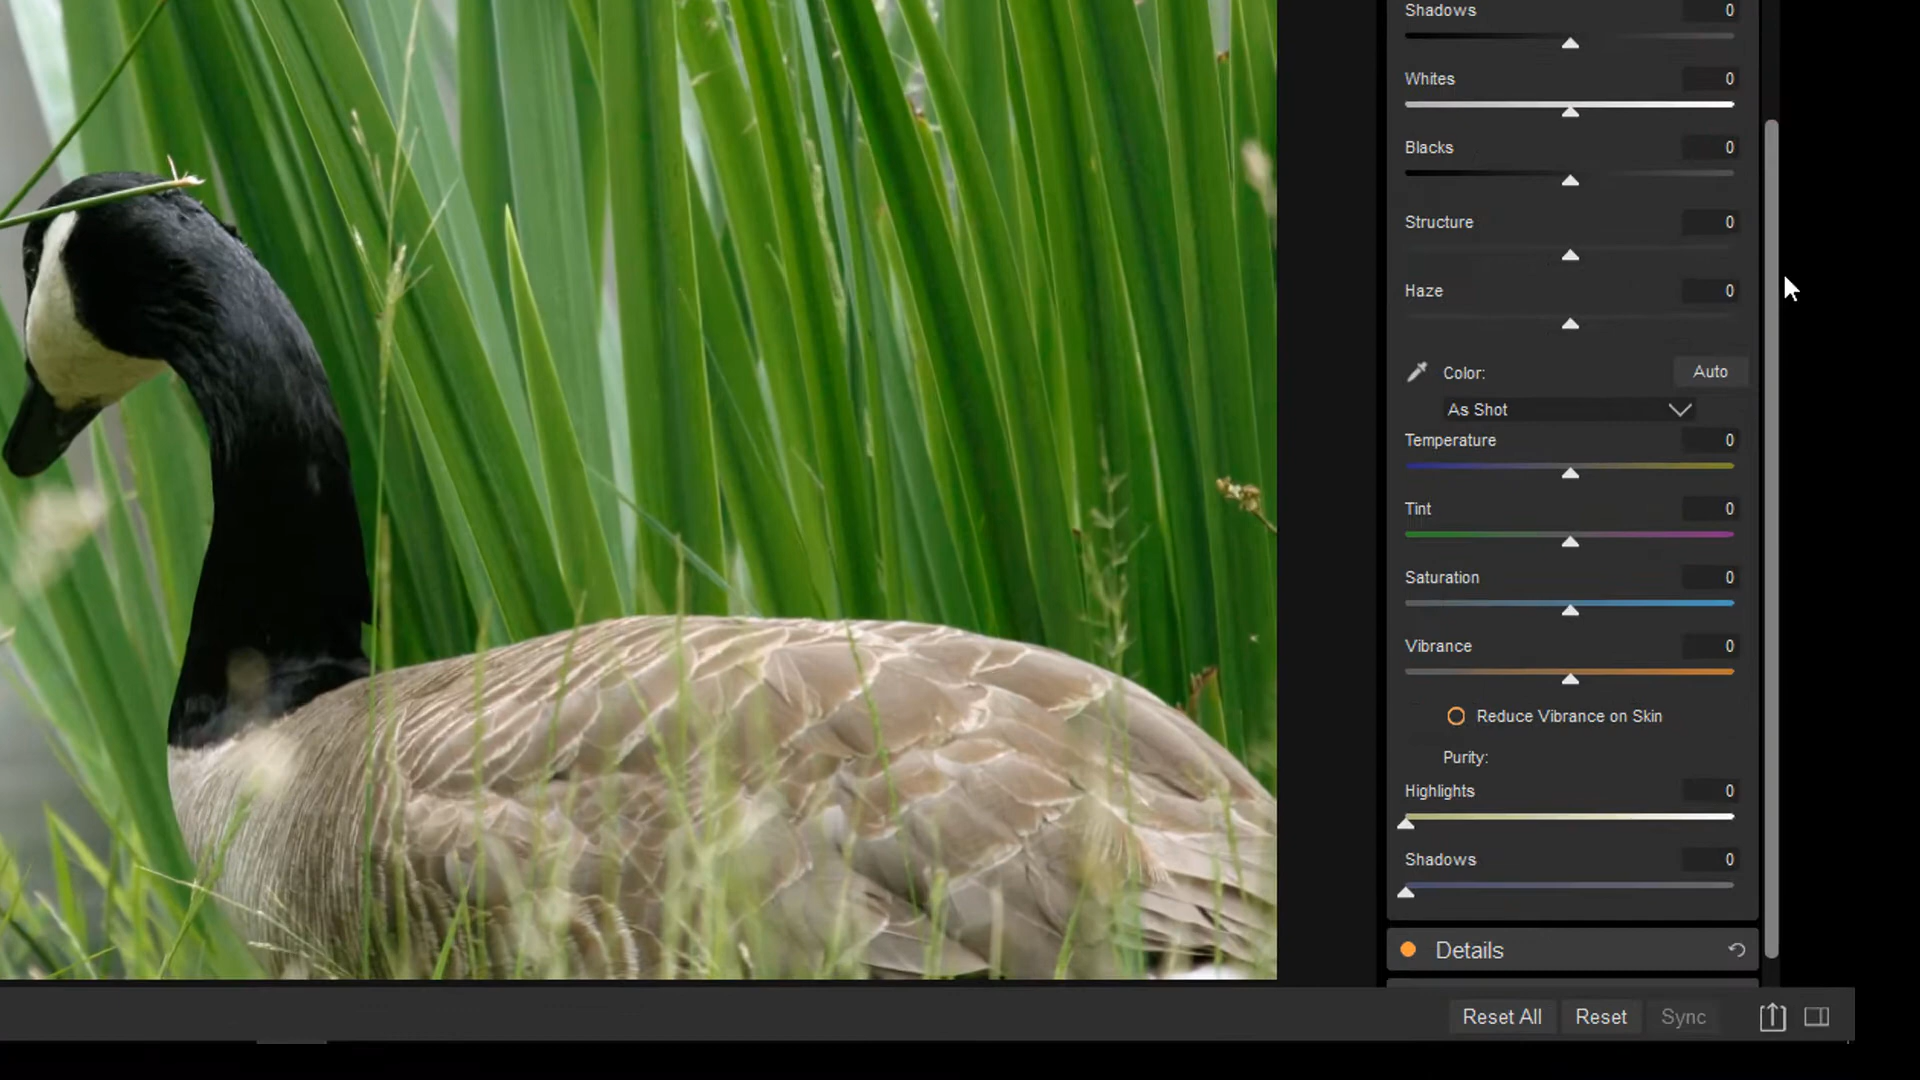 Shadows 0
Whites 0
Blacks 0
Structure 0
Haze 0
Color: Auto
As Shot
Temperature 0
Tint 0
Saturation 0
Vibrance 0
Reduce Vibrance on Skin
Purity:
Highlights 0
Shadows 0
Details
Reset All Reset Sync